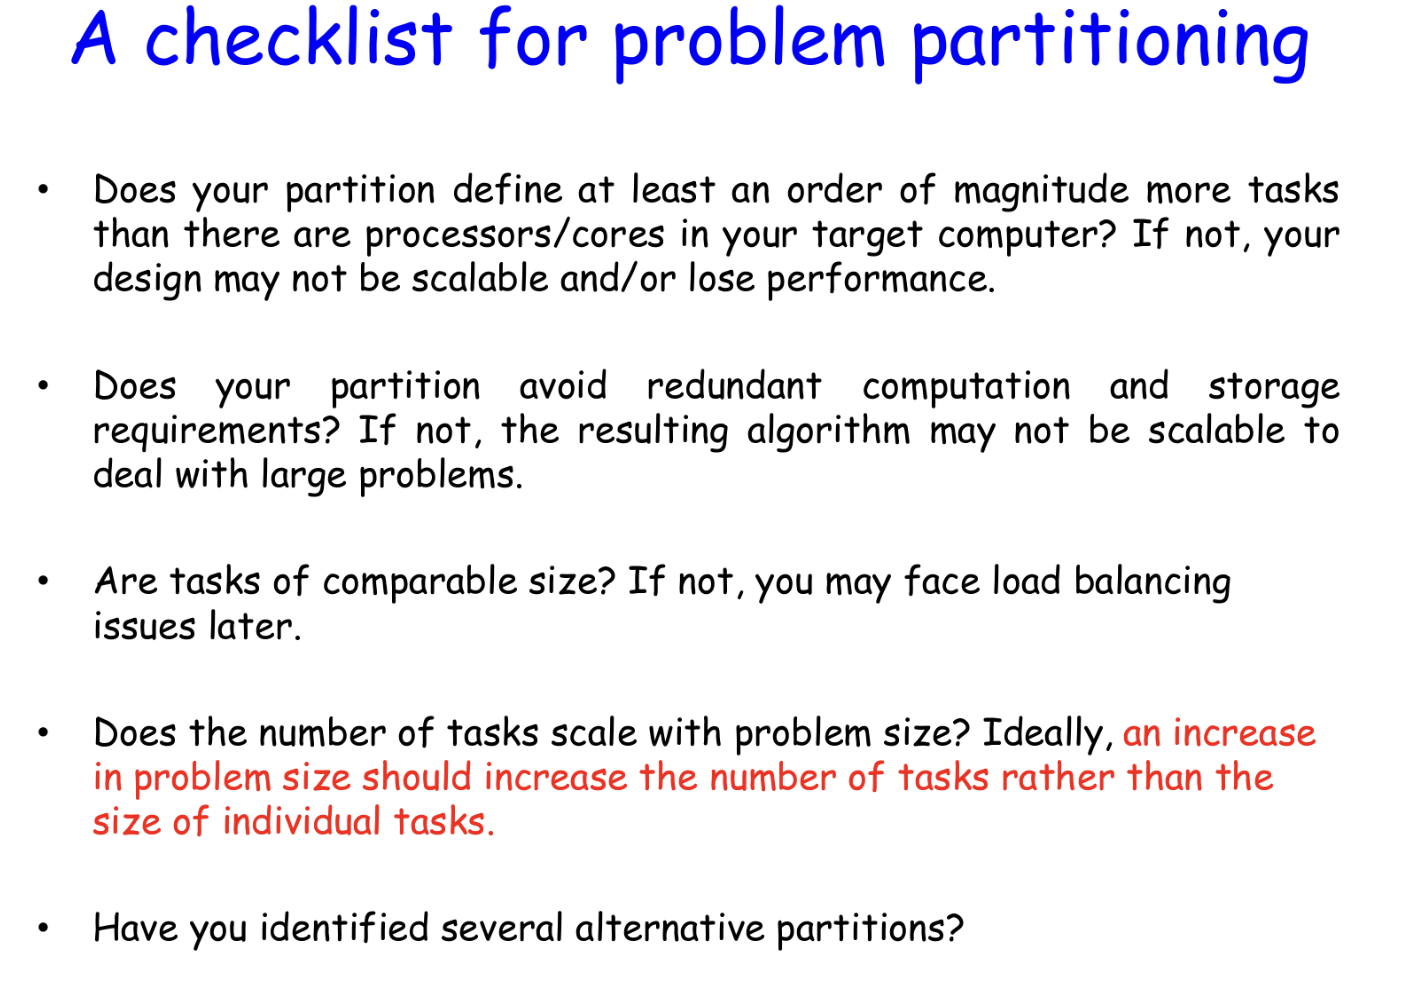 A checklist for problem partitioning
• Does your partition define at least an order of magnitude more tasks
than there are processors/cores in your target computer? If not, your
design may not be scalable and/or lose performance.
• Does your partition avoid redundant computation and storage
requirements? If not, the resulting algorithm may not be scalable to
deal with large problems.
• Are tasks of comparable size? If not, you may face load balancing
issues later.
• Does the number of tasks scale with problem size? Ideally, an increase
in problem size should increase the number of tasks rather than the
size of individual tasks.
• Have you identified several alternative partitions?